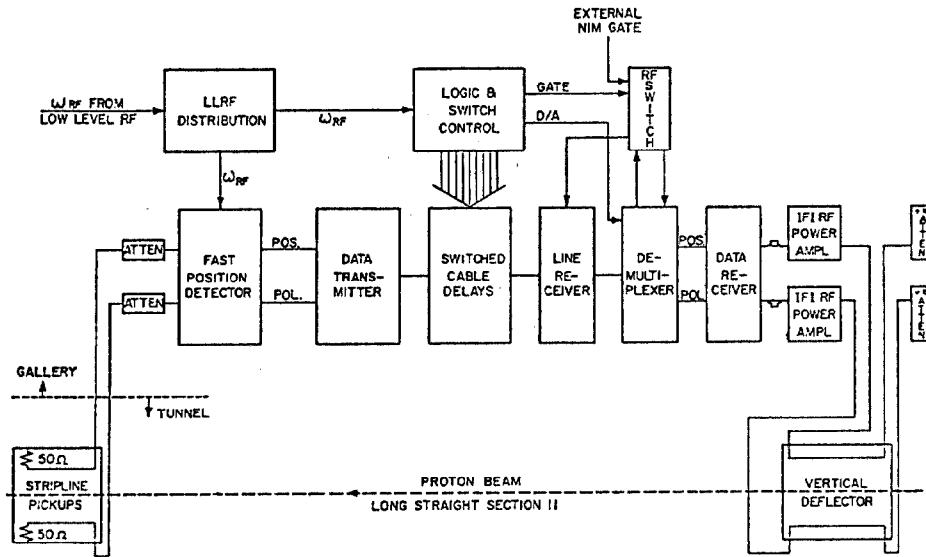 EXTERNAL
NIM GATE
ωRF FROM
LOW LEVEL RF
LLRF
DISTRIBUTION
ωRF
LOGIC &
SWITCH
CONTROL
GATE
D/A
RF SWITCH
ωRF
ATTEN
ATTEN
FAST
POSITION
DETECTOR
POS.
POL.
DATA
TRANS-
MITTER
SWITCHED
CABLE
DELAYS
LINE
RE-
CEIVER
DE-
MULTI-
PLEXER
POS.
POL.
DATA
RE-
CEIVER
IFI RF
POWER
AMPL
IFI RF
POWER
AMPL
ATTEN
ATTEN
GALLERY
TUNNEL
50Ω
STRIPLINE
PICKUPS
50Ω
PROTON BEAM
LONG STRAIGHT SECTION II
VERTICAL
DEFLECTOR